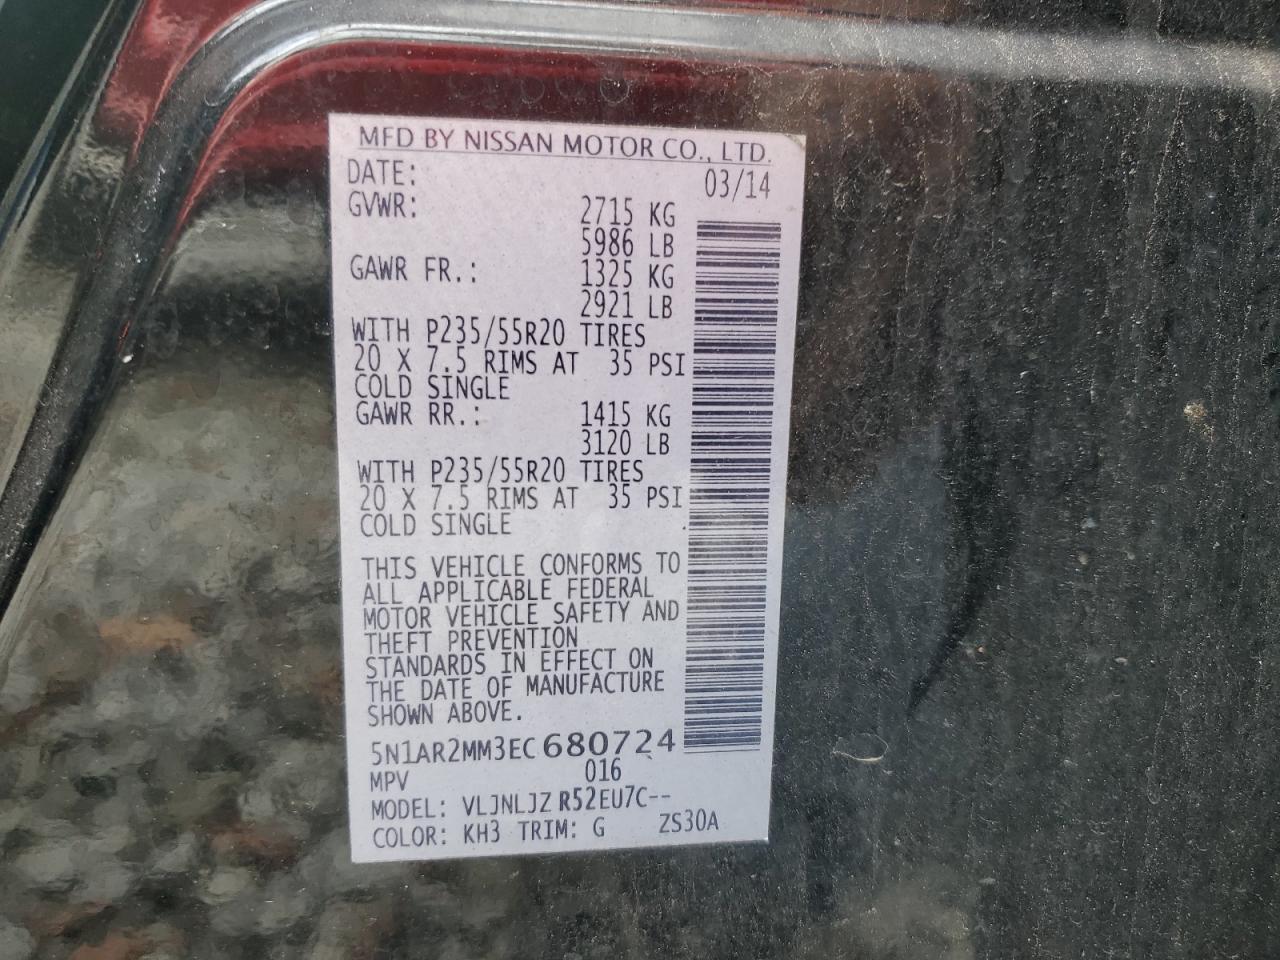 MFD BY NISSAN MOTOR CO., LTD.
DATE: 03/14
GVWR: 2715 KG
5986 LB
GAWR FR.: 1325 KG
2921 LB
WITH P235/55R20 TIRES
20 X 7.5 RIMS AT 35 PSI
COLD SINGLE
GAWR RR.: 1415 KG
3120 LB
WITH P235/55R20 TIRES
20 X 7.5 RIMS AT 35 PSI
COLD SINGLE
THIS VEHICLE CONFORMS TO
ALL APPLICABLE FEDERAL
MOTOR VEHICLE SAFETY AND
THEFT PREVENTION
STANDARDS IN EFFECT ON
THE DATE OF MANUFACTURE
SHOWN ABOVE.
5N1AR2MM3EC680724
MPV 016
MODEL: VLJNLJZ R52EU7C--
COLOR: KH3 TRIM: G ZS30A